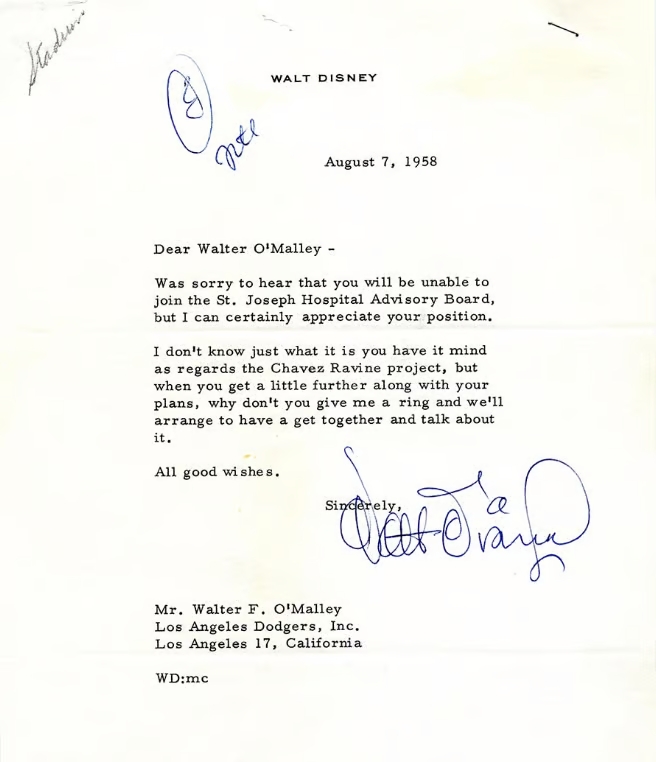 Stadium
WALT DISNEY
August 7, 1958
Dear Walter O'Malley -
Was sorry to hear that you will be unable to
join the St. Joseph Hospital Advisory Board,
but I can certainly appreciate your position.
I don't know just what it is you have it mind
as regards the Chavez Ravine project, but
when you get a little further along with your
plans, why don't you give me a ring and we'll
arrange to have a get together and talk about
it.
All good wishes.
Sincerely,
Walt Disney
Mr. Walter F. O'Malley
Los Angeles Dodgers, Inc.
Los Angeles 17, California
WD:mc